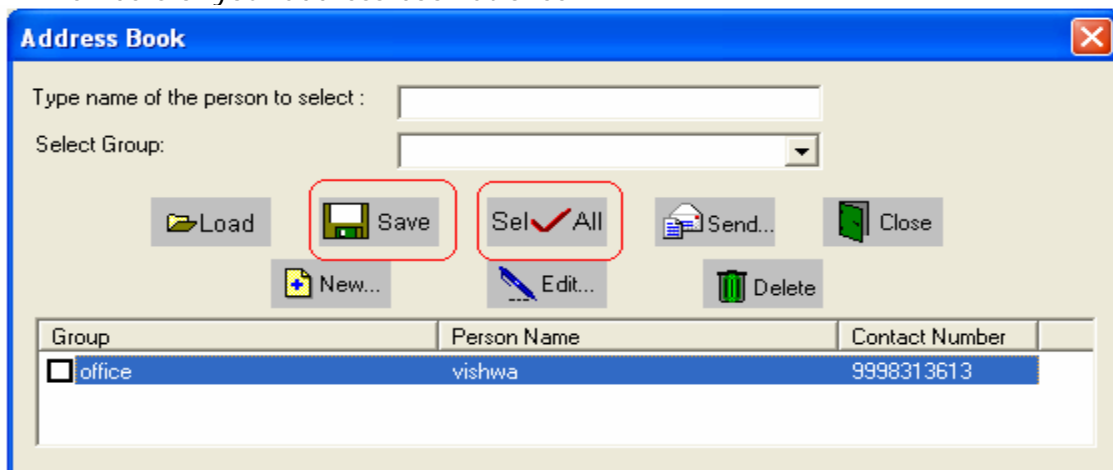 Address Book
Type name of the person to select :
Select Group:
Load Save Sel All Send... Close
New... Edit... Delete
Group Person Name Contact Number
office vishwa 9998313613